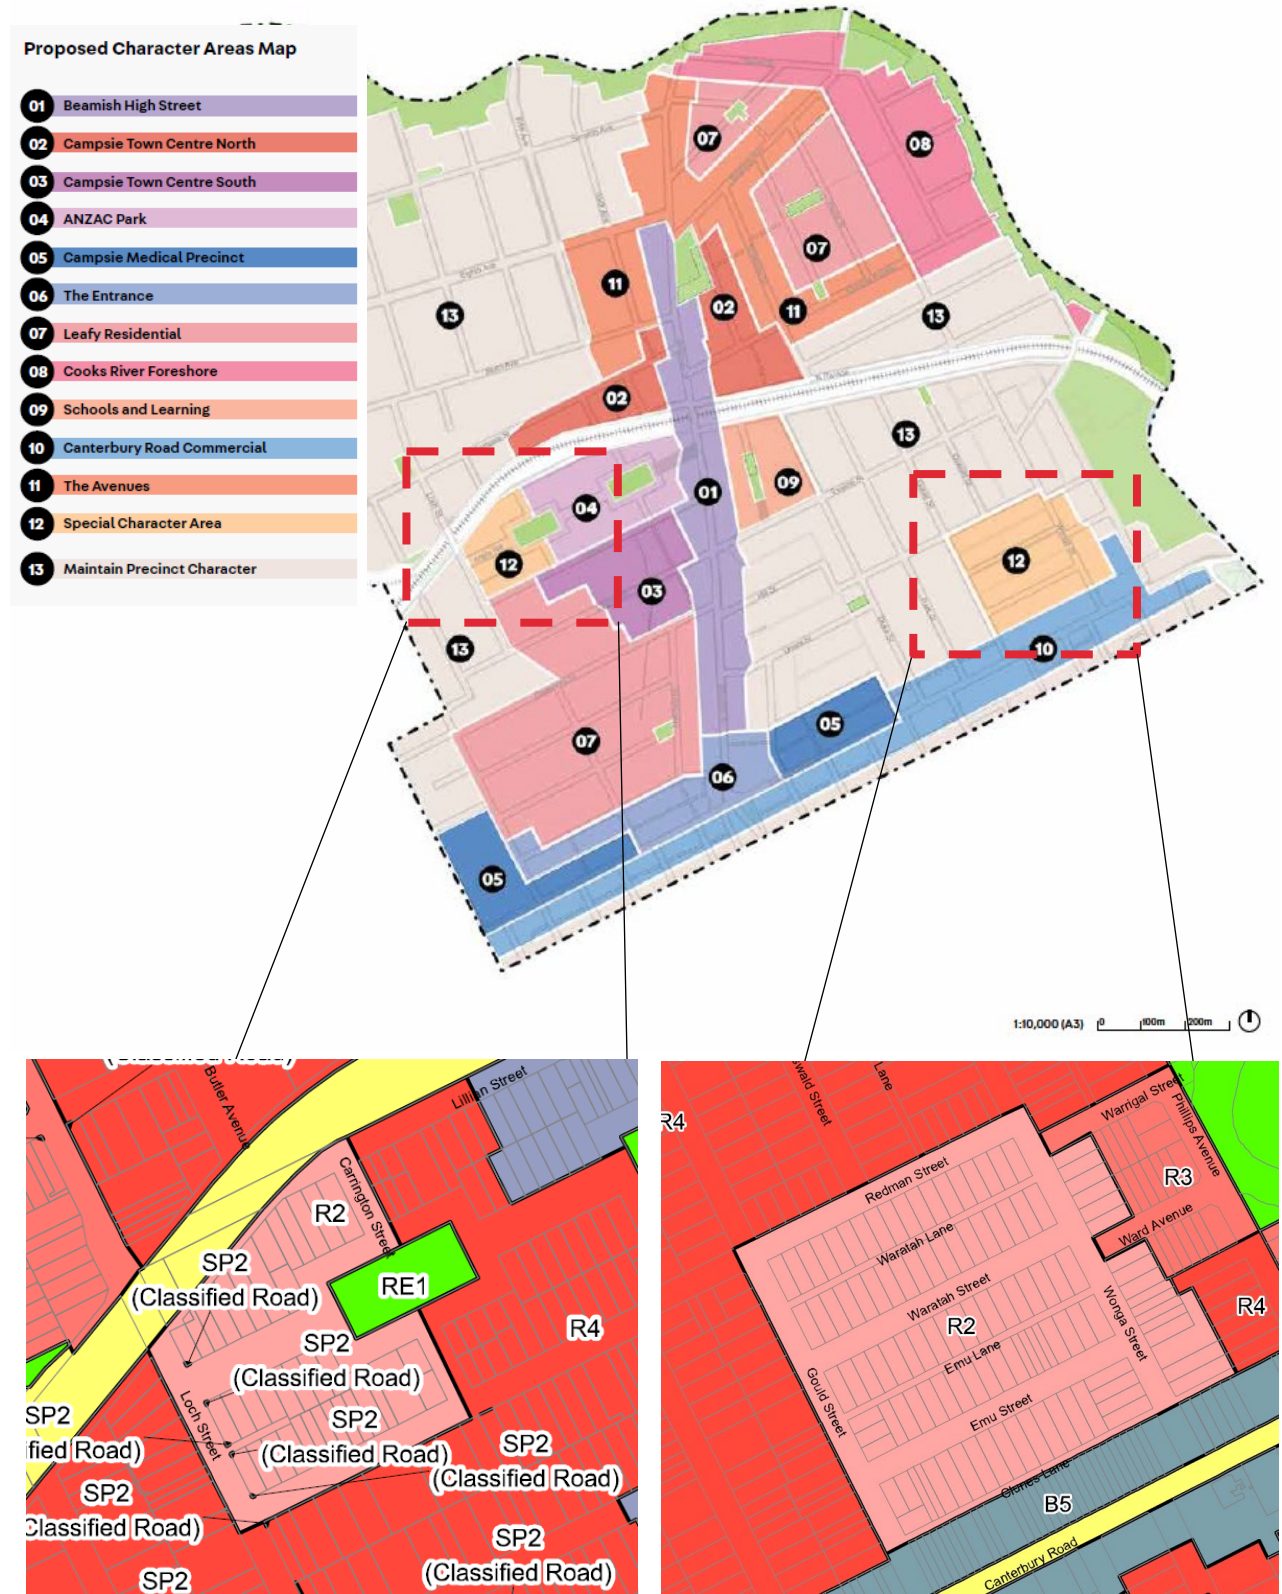 Proposed Character Areas Map
01 Beamish High Street
02 Campsie Town Centre North
03 Campsie Town Centre South
04 ANZAC Park
05 Campsie Medical Precinct
06 The Entrance
07 Leafy Residential
08 Cooks River Foreshore
09 Schools and Learning
10 Canterbury Road Commercial
11 The Avenues
12 Special Character Area
13 Maintain Precinct Character
07
08
07
11
02
11
13
13
02
13
09
01
04
12
03
12
13
10
05
07
06
05
1:10,000 (A3) 0 100m 200m
(Classified Road)
Butler Avenue
Lillian Street
Carrington Street
R2
SP2
(Classified Road)
RE1
R4
SP2
(Classified Road)
Loch Street
SP2
ified Road)
SP2
(Classified Road)
SP2
(Classified Road)
SP2
Classified Road)
SP2
(Classified Road)
SP2
R4
swald Street
Lane
Warrigal Street
Phillips Avenue
Redman Street
R3
Waratah Lane
Ward Avenue
Waratah Street
R2
Wonga Street
R4
Emu Lane
Gould Street
Emu Street
Clunes Lane
B5
Canterbury Road